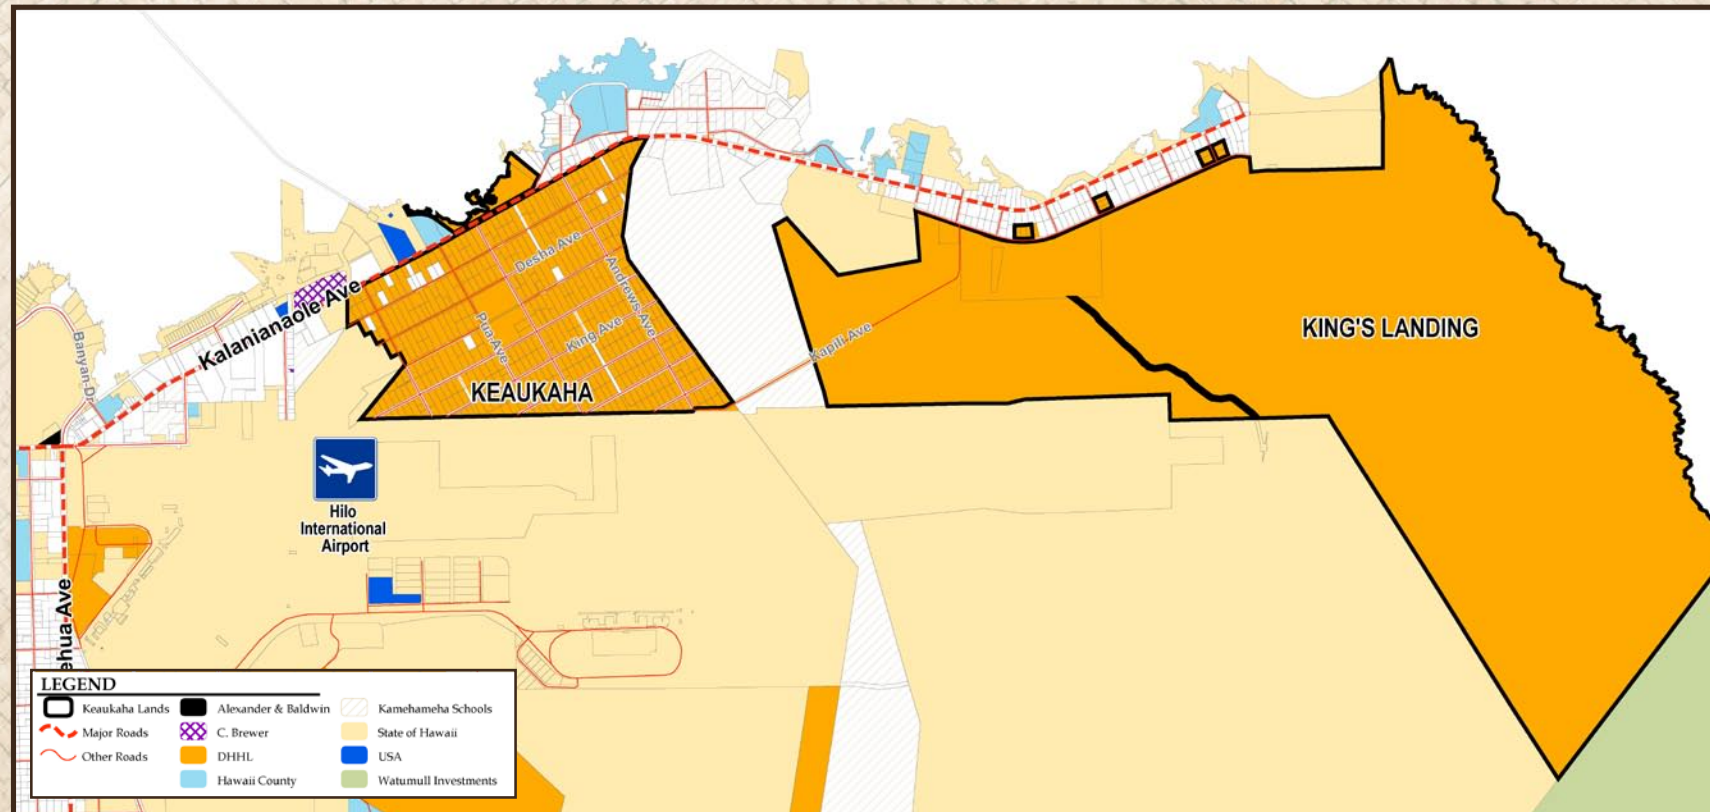 Desha Ave
Andrews Ave
Kalanianaole Ave
Banyan Dr
Pua Ave
King Ave
Kapili Ave
KING'S LANDING
KEAUKAHA
Hilo
International
Airport
ehua Ave
LEGEND
Keaukaha Lands
Alexander & Baldwin
Kamehameha Schools
Major Roads
C. Brewer
State of Hawaii
Other Roads
DHHL
USA
Hawaii County
Watumull Investments